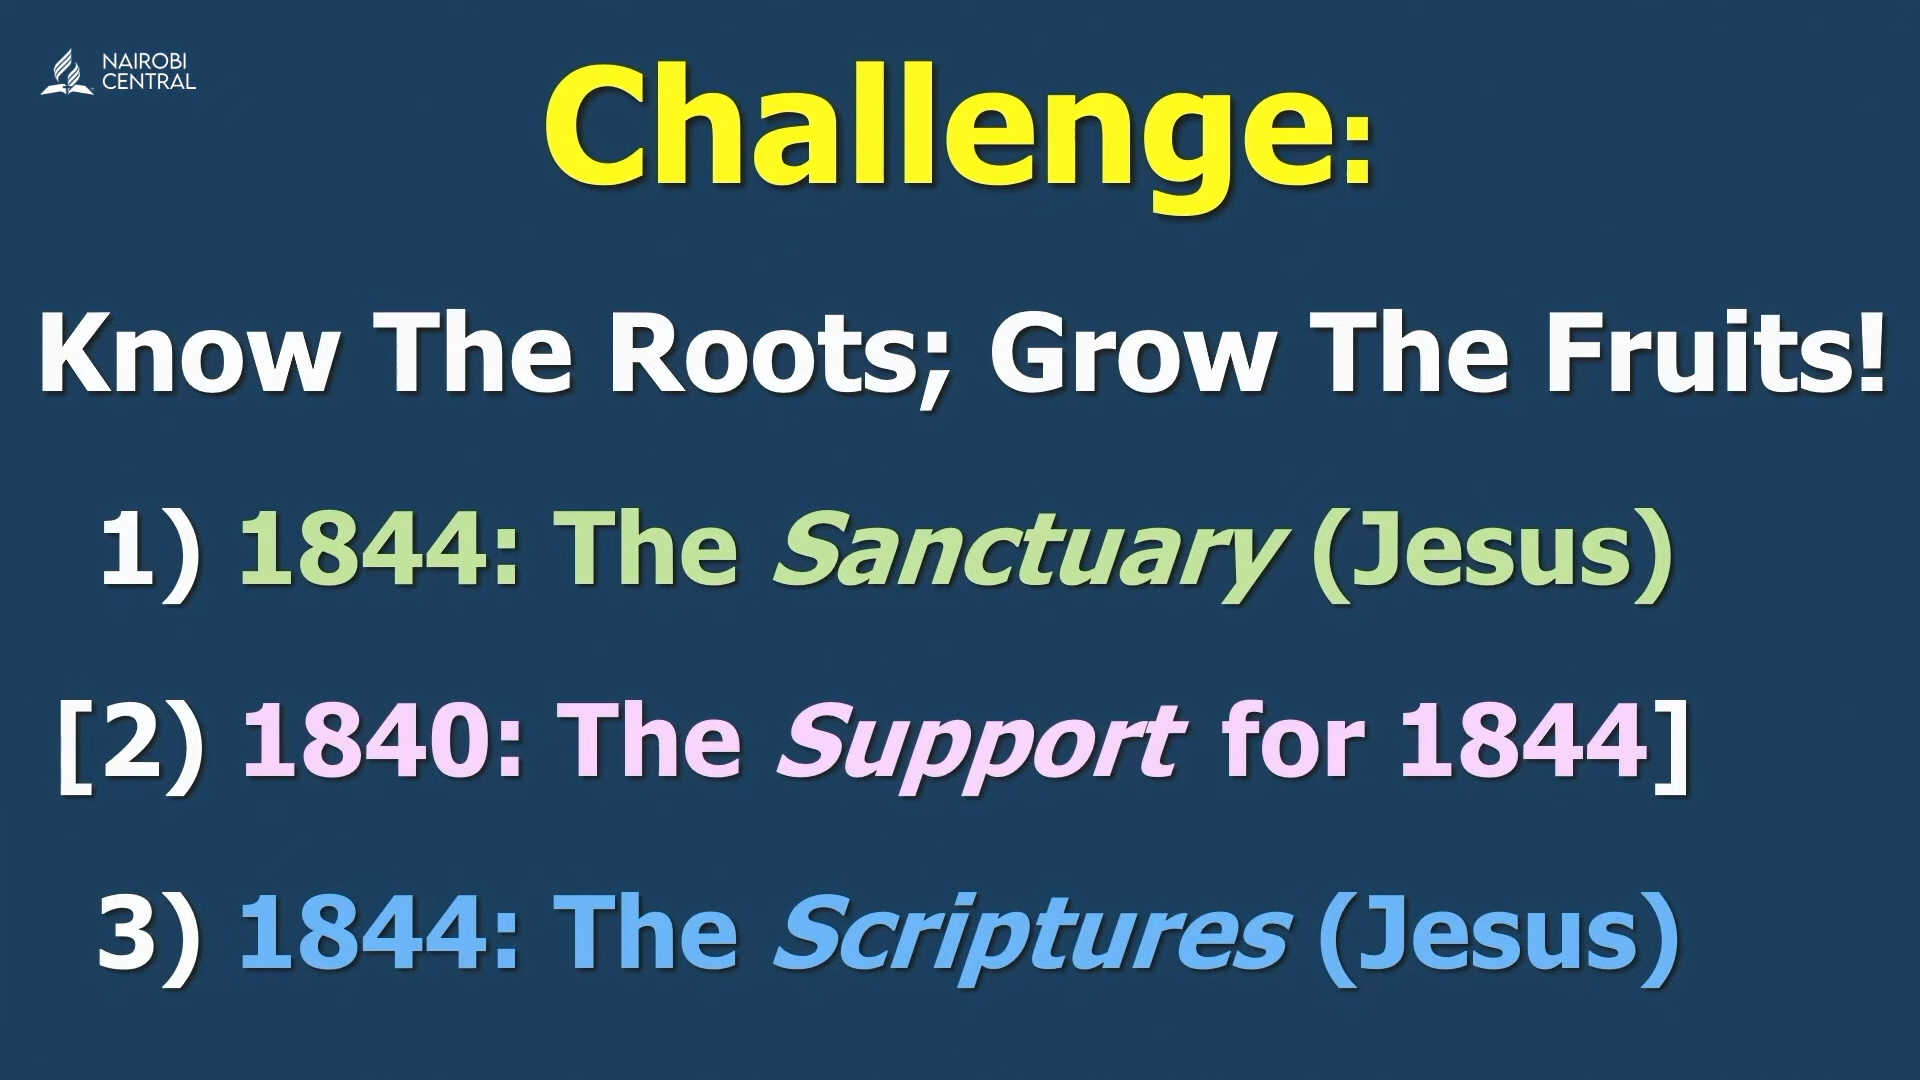 NAIROBI
CENTRAL
Challenge:
Know The Roots; Grow The Fruits!
1) 1844: The Sanctuary (Jesus)
[2) 1840: The Support for 1844]
3) 1844: The Scriptures (Jesus)